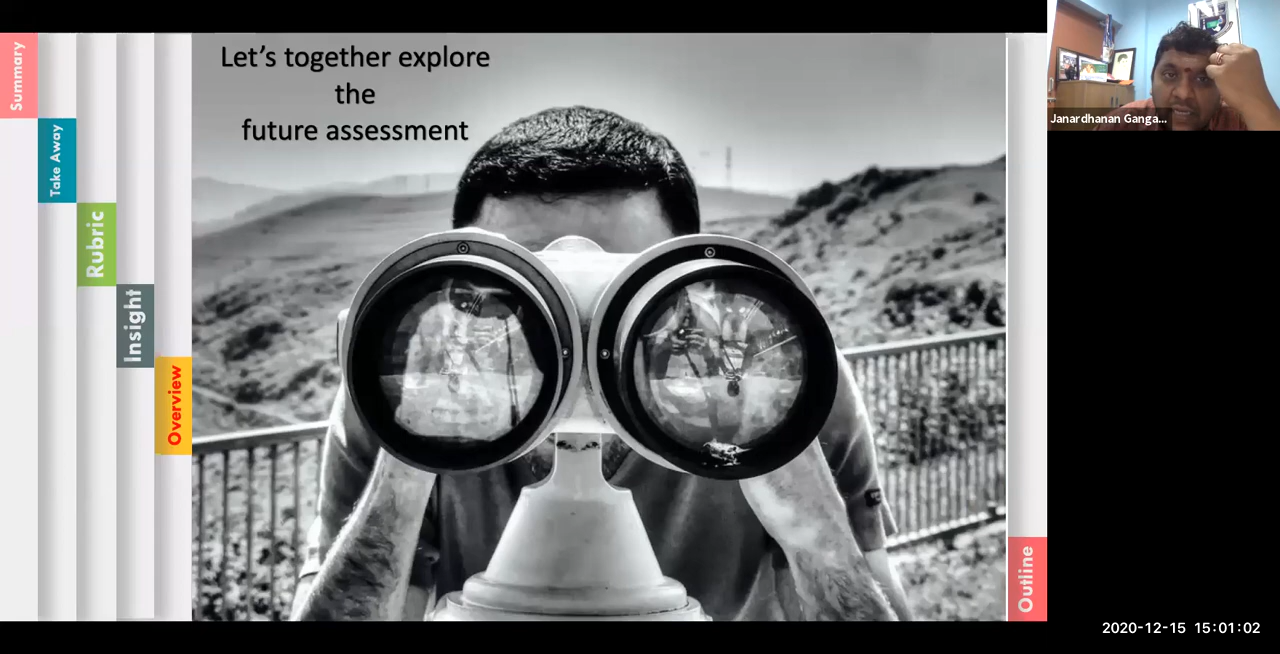 Let's together explore
the
future assessment
Summary
Take Away
Rubric
Insight
Overview
Outline
Janardhanan Ganga...
2020-12-15 15:01:02